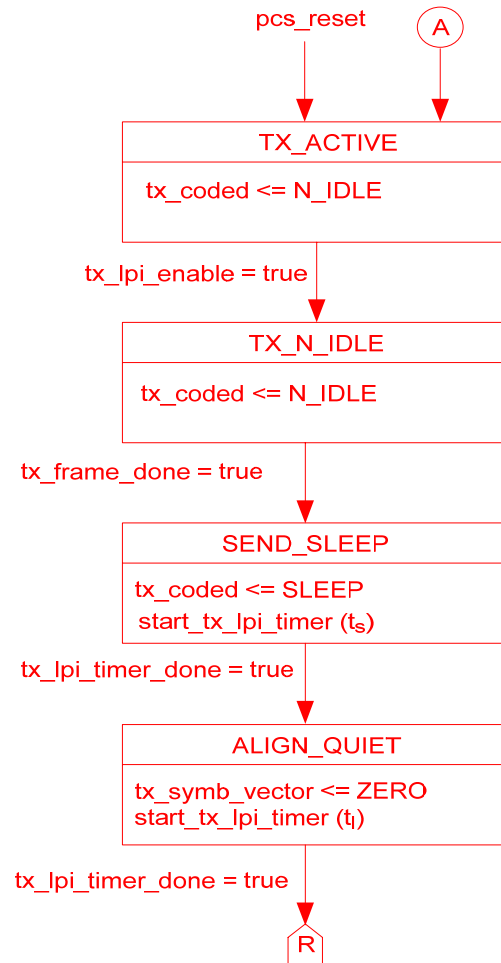 pcs_reset
A
TX_ACTIVE
tx_coded <= N_IDLE
tx_lpi_enable = true
TX_N_IDLE
tx_coded <= N_IDLE
tx_frame_done = true
SEND_SLEEP
tx_coded <= SLEEP
start_tx_lpi_timer (ts)
tx_lpi_timer_done = true
ALIGN_QUIET
tx_symb_vector <= ZERO
start_tx_lpi_timer (tl)
tx_lpi_timer_done = true
R